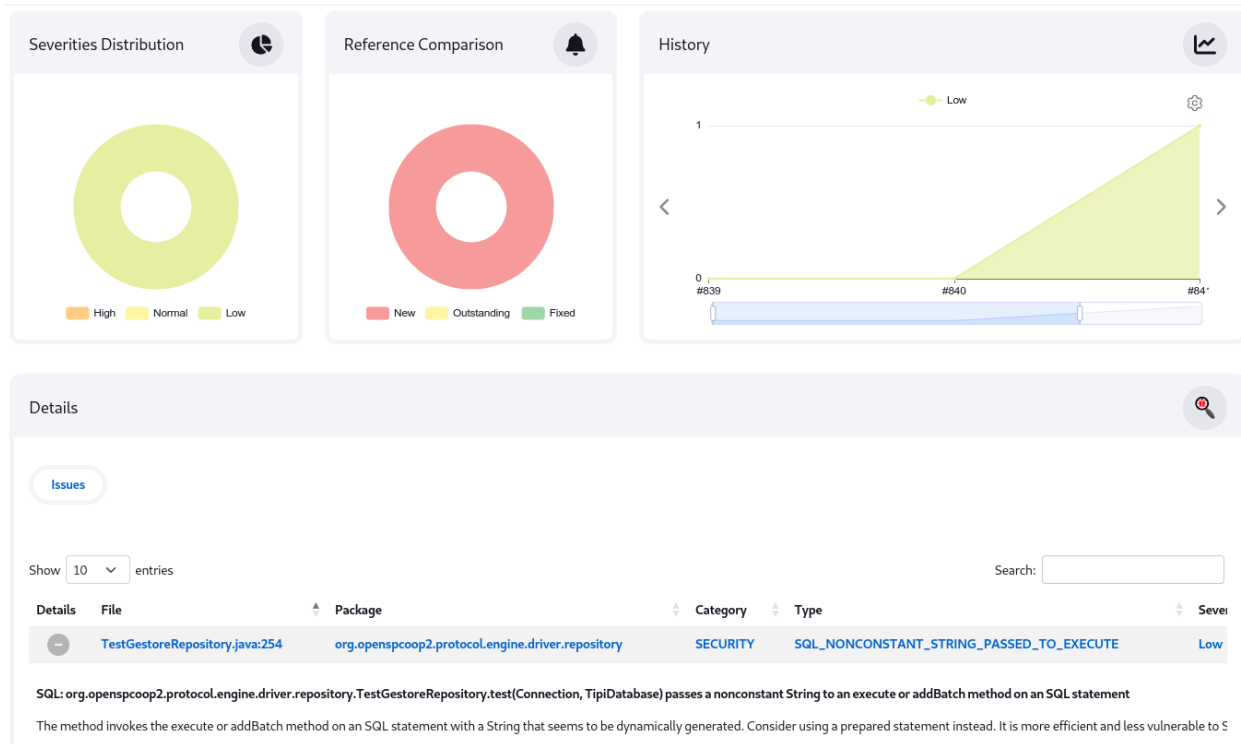 Severities Distribution
Reference Comparison
History
High Normal Low
New Outstanding Fixed
Low
1
0
#839 #840 #841
Details
Issues
Show 10 entries
Search:
Details File Package Category Type Sever
TestGestoreRepository.java:254 org.openspcoop2.protocol.engine.driver.repository SECURITY SQL_NONCONSTANT_STRING_PASSED_TO_EXECUTE Low
SQL: org.openspcoop2.protocol.engine.driver.repository.TestGestoreRepository.test(Connection, TipiDatabase) passes a nonconstant String to an execute or addBatch method on an SQL statement
The method invokes the execute or addBatch method on an SQL statement with a String that seems to be dynamically generated. Consider using a prepared statement instead. It is more efficient and less vulnerable to S